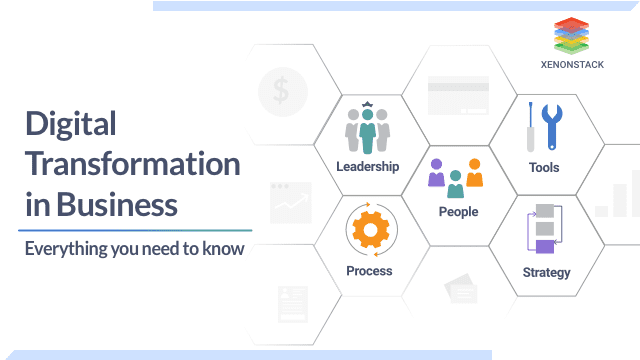 XENONSTACK
Digital
Transformation
in Business
Everything you need to know
Leadership
Tools
People
Process
Strategy